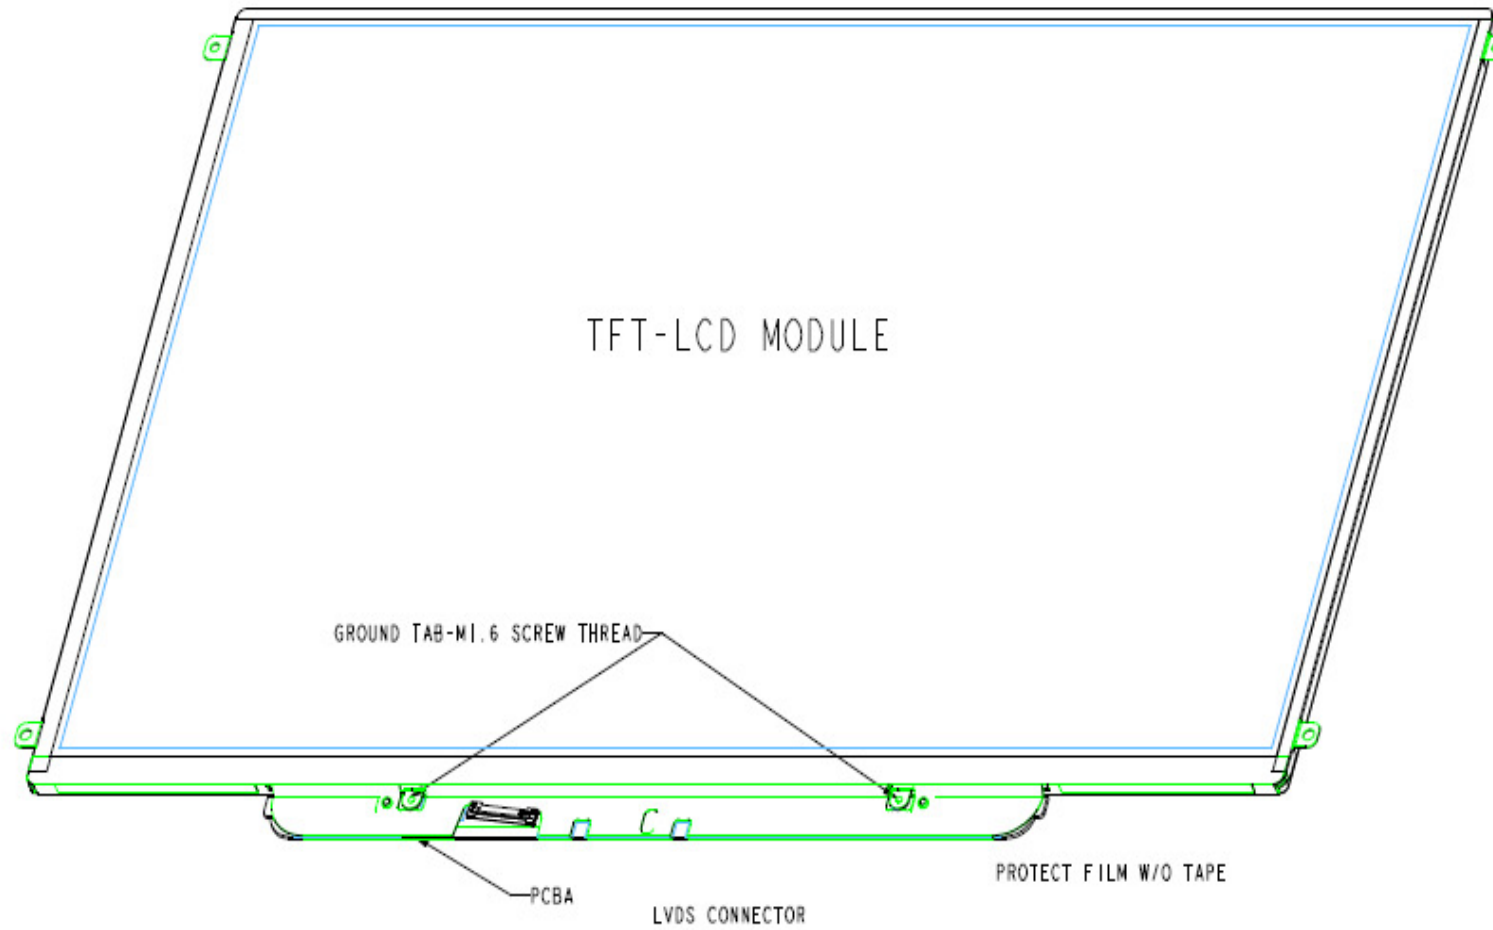 TFT-LCD MODULE
GROUND TAB-M1.6 SCREW THREAD
C
PROTECT FILM W/O TAPE
PCBA
LVDS CONNECTOR